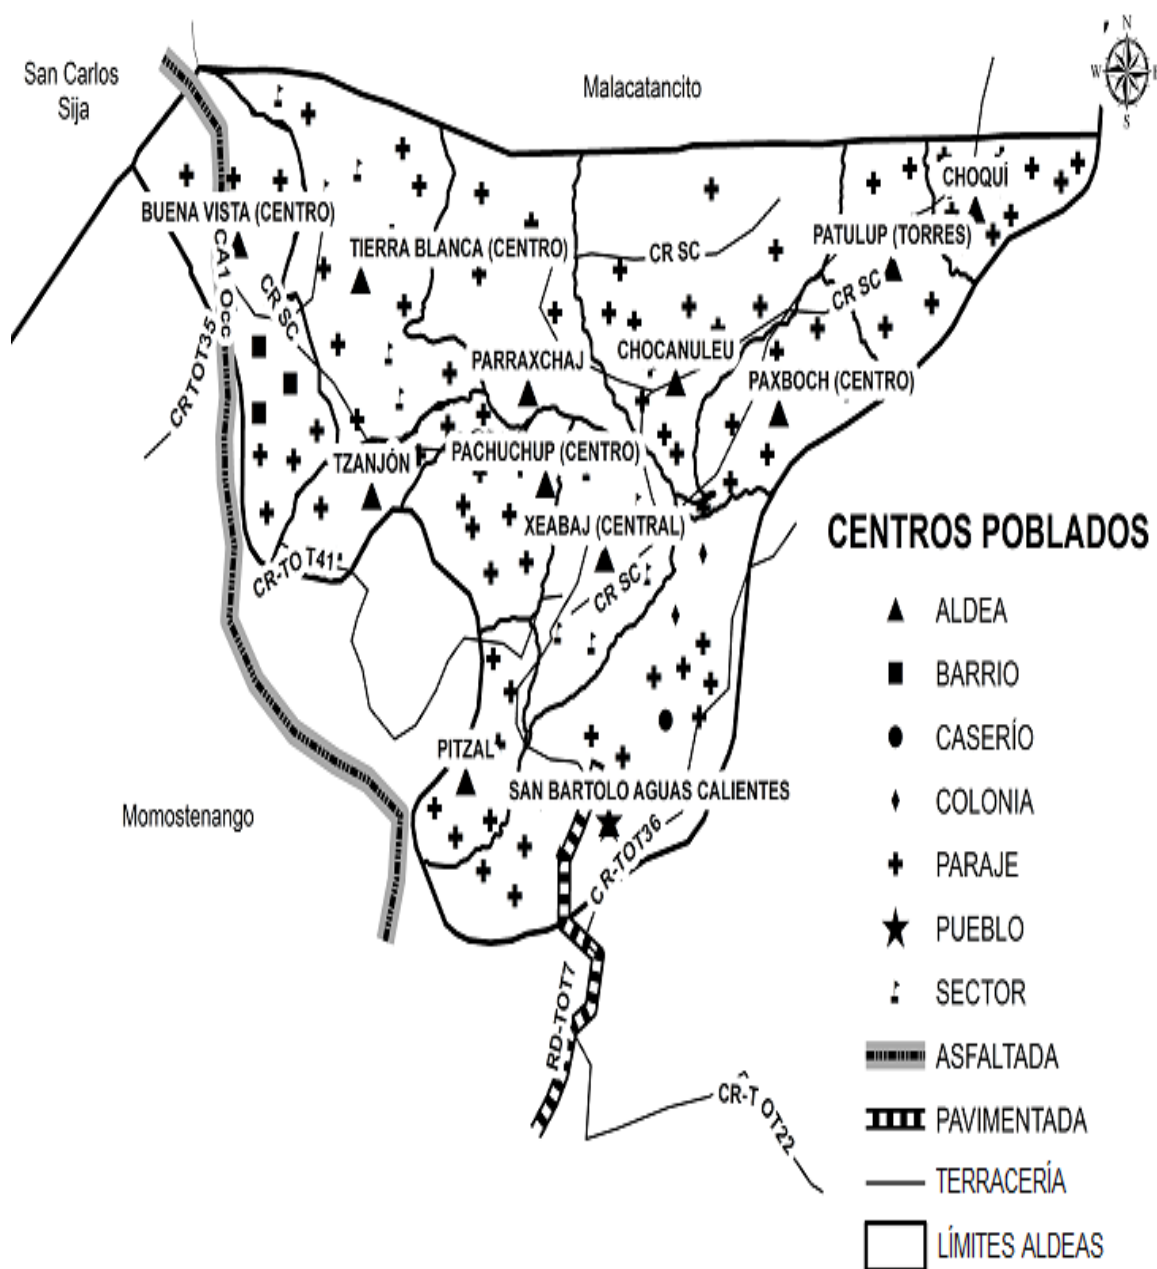 N
W
E
S
San Carlos
Sija
Malacatancito
CHOQUÍ
BUENA VISTA (CENTRO)
PATULUP (TORRES)
TIERRA BLANCA (CENTRO)
CR SC
CA1 Occ
CR SC
CR SC
CR TOT35
CHOCANULEU
PARRAXCHAJ
PAXBOCH (CENTRO)
PACHUCHUP (CENTRO)
TZANJÓN
XEABAJ (CENTRAL)
CR-TO T41
CR SC
PITZAL
SAN BARTOLO AGUAS CALIENTES
Momostenango
CR-TOT36
RD-TOT7
CR-T OT22
CENTROS POBLADOS
ALDEA
BARRIO
CASERÍO
COLONIA
PARAJE
PUEBLO
SECTOR
ASFALTADA
PAVIMENTADA
TERRACERÍA
LÍMITES ALDEAS